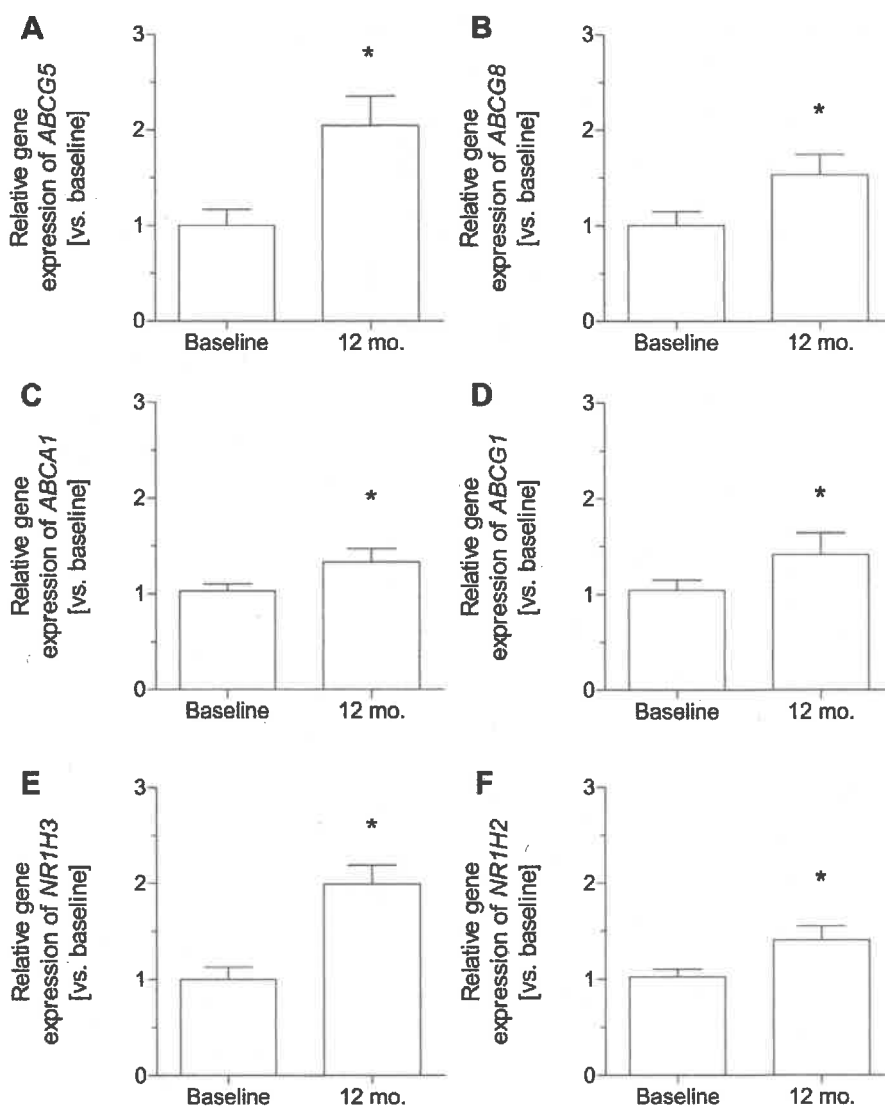 A
Relative gene
expression of ABCG5
[vs. baseline]
3
2
1
0
*
Baseline 12 mo.
B
Relative gene
expression of ABCG8
[vs. baseline]
3
2
1
0
*
Baseline 12 mo.
C
Relative gene
expression of ABCA1
[vs. baseline]
3
2
1
0
*
Baseline 12 mo.
D
Relative gene
expression of ABCG1
[vs. baseline]
3
2
1
0
*
Baseline 12 mo.
E
Relative gene
expression of NR1H3
[vs. baseline]
3
2
1
0
*
Baseline 12 mo.
F
Relative gene
expression of NR1H2
[vs. baseline]
3
2
1
0
*
Baseline 12 mo.